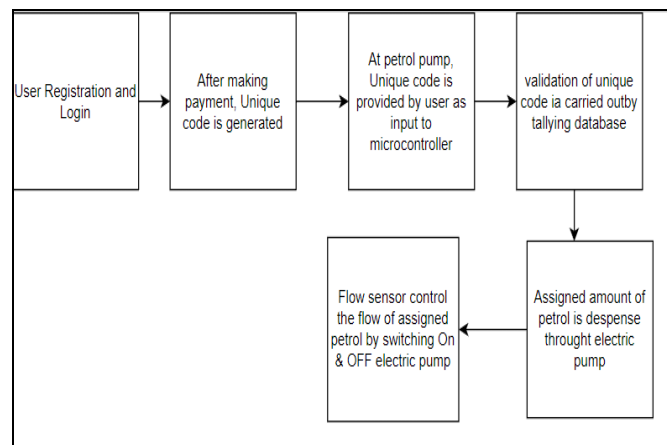 User Registration and
Login
After making
payment, Unique
code is generated
At petrol pump,
Unique code is
provided by user as
input to
microcontroller
validation of unique
code ia carried outby
tallying database
Assigned amount of
petrol is despense
throught electric
pump
Flow sensor control
the flow of assigned
petrol by switching On
& OFF electric pump